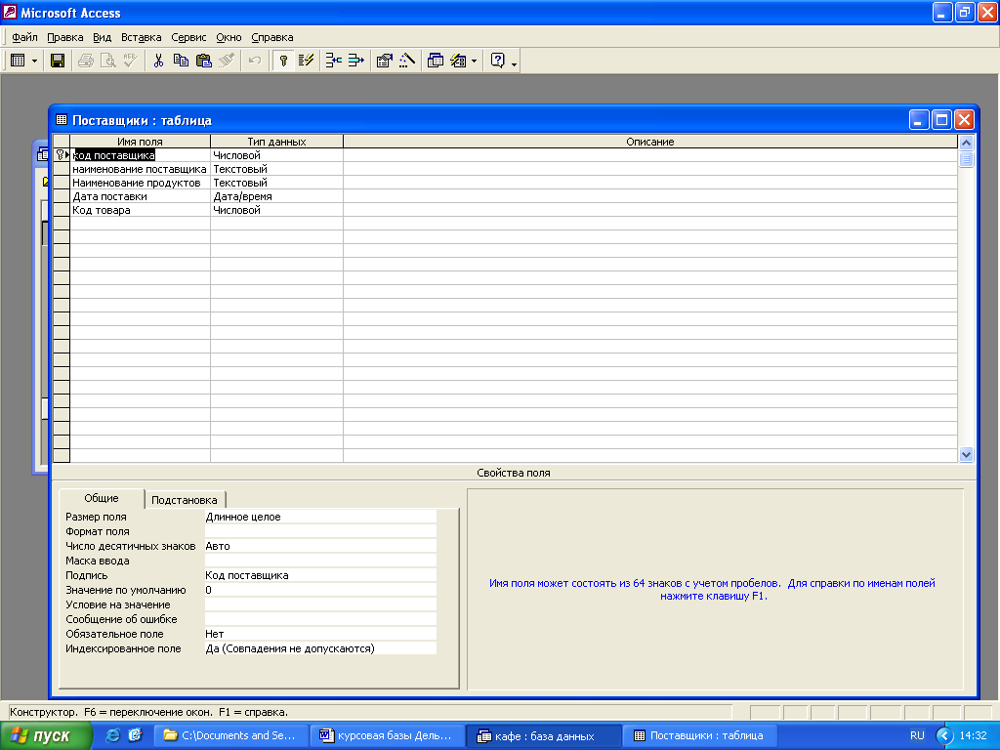 Microsoft Access
Файл Правка Вид Вставка Сервис Окно Справка
Поставщики : таблица
Имя поля Тип данных Описание
код поставщика Числовой
наименование поставщика Текстовый
Наименование продуктов Текстовый
Дата поставки Дата/время
Код товара Числовой
Свойства поля
Общие Подстановка
Размер поля Длинное целое
Формат поля
Число десятичных знаков Авто
Маска ввода
Подпись Код поставщика
Значение по умолчанию 0
Условие на значение
Сообщение об ошибке
Обязательное поле Нет
Индексированное поле Да (Совпадения не допускаются)
Имя поля может состоять из 64 знаков с учетом пробелов. Для справки по именам полей
нажмите клавишу F1.
Конструктор. F6 = переключение окон. F1 = справка.
пуск C:\Documents and Se... курсовая базы Дель... кафе : база данных Поставщики : таблица RU 14:32